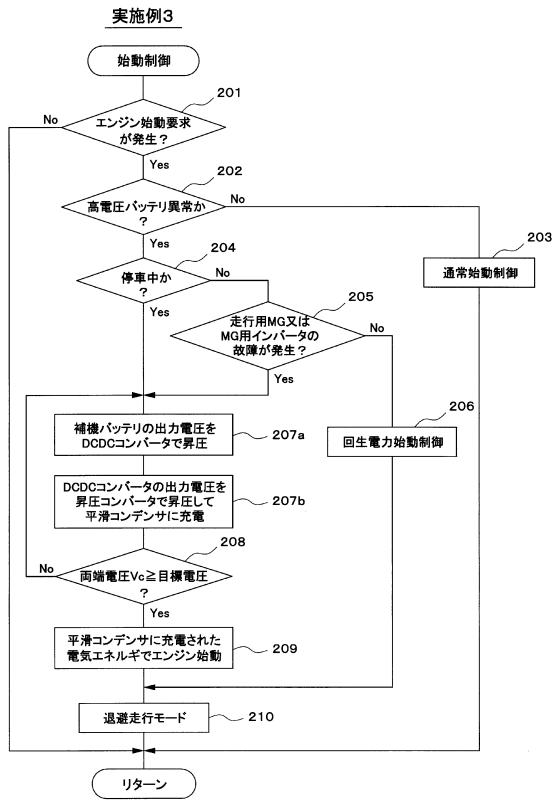 実施例3
始動制御
201
エンジン始動要求
が発生？
No
Yes
202
高電圧バッテリ異常か
？
No
Yes
203
通常始動制御
204
停車中か
？
No
Yes
205
走行用MG又は
MG用インバータの
故障が発生？
No
Yes
206
回生電力始動制御
補機バッテリの出力電圧を
DCDCコンバータで昇圧
207a
DCDCコンバータの出力電圧を
昇圧コンバータで昇圧して
平滑コンデンサに充電
207b
208
両端電圧Vc≧目標電圧
？
No
Yes
平滑コンデンサに充電された
電気エネルギでエンジン始動
209
退避走行モード
210
リターン